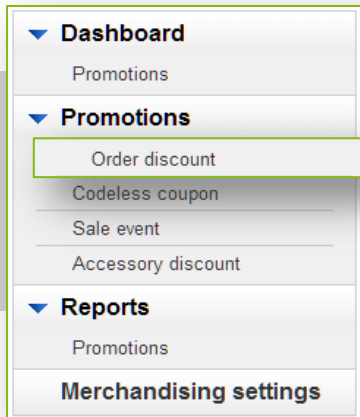 Dashboard
Promotions
Promotions
Order discount
Codeless coupon
Sale event
Accessory discount
Reports
Promotions
Merchandising settings